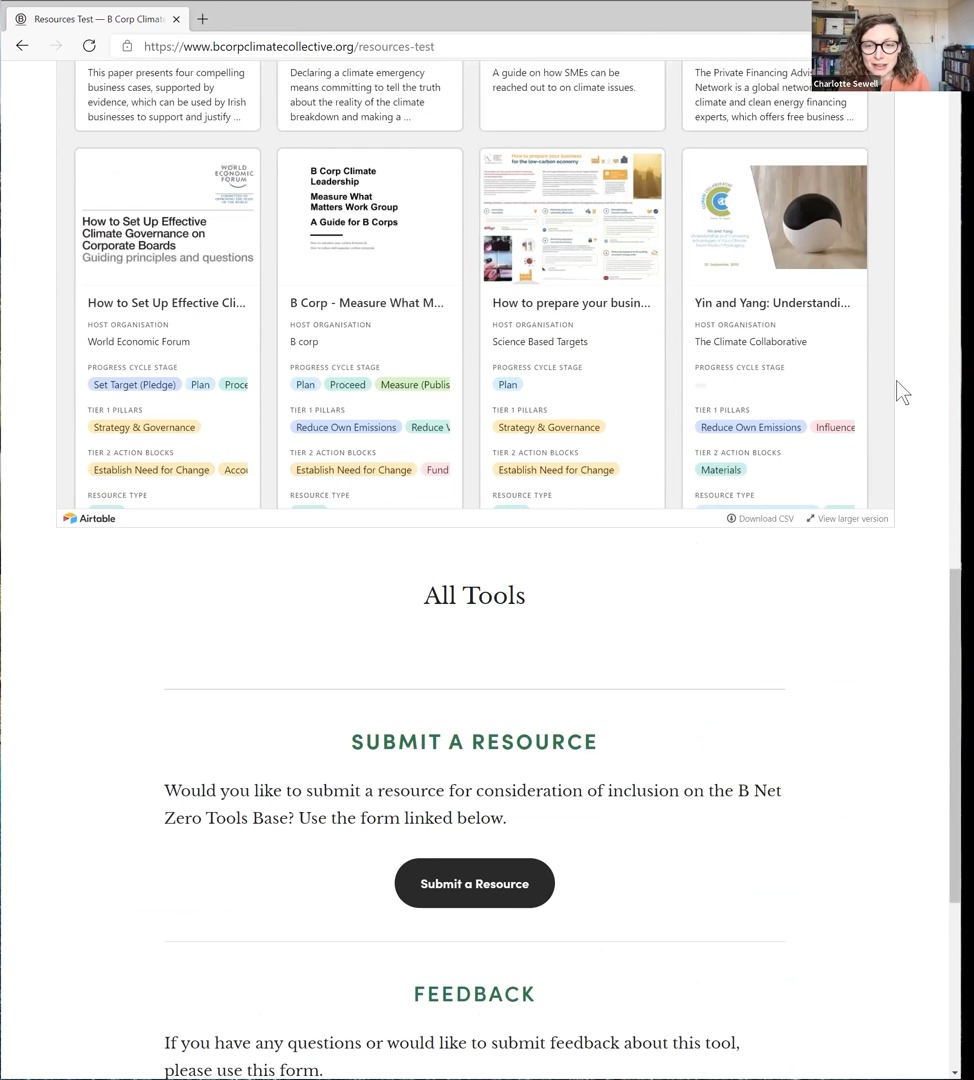 Resources Test — B Corp Climate
https://www.bcorpclimatecollective.org/resources-test
Charlotte Sewell
This paper presents four compelling
business cases, supported by
evidence, which can be used by Irish
businesses to support and justify ...
Declaring a climate emergency
means committing to tell the truth
about the reality of the climate
breakdown and making a ...
A guide on how SMEs can be
reached out to on climate issues.
The Private Financing Advis
Network is a global networ
climate and clean energy financing
experts, which offers free business ...
WORLD
ECONOMIC
FORUM
How to Set Up Effective
Climate Governance on
Corporate Boards
Guiding principles and questions
How to Set Up Effective Cli...
HOST ORGANISATION
World Economic Forum
PROGRESS CYCLE STAGE
Set Target (Pledge) Plan Proce
TIER 1 PILLARS
Strategy & Governance
TIER 2 ACTION BLOCKS
Establish Need for Change Accou
RESOURCE TYPE
B Corp Climate
Leadership
Measure What
Matters Work Group
A Guide for B Corps
B Corp - Measure What M...
HOST ORGANISATION
B corp
PROGRESS CYCLE STAGE
Plan Proceed Measure (Publis
TIER 1 PILLARS
Reduce Own Emissions Reduce V
TIER 2 ACTION BLOCKS
Establish Need for Change Fund
RESOURCE TYPE
How to prepare your business
for the low-carbon economy
How to prepare your busin...
HOST ORGANISATION
Science Based Targets
PROGRESS CYCLE STAGE
Plan
TIER 1 PILLARS
Strategy & Governance
TIER 2 ACTION BLOCKS
Establish Need for Change
RESOURCE TYPE
Yin and Yang:
Yin and Yang: Understandi...
HOST ORGANISATION
The Climate Collaborative
PROGRESS CYCLE STAGE
TIER 1 PILLARS
Reduce Own Emissions Influence
TIER 2 ACTION BLOCKS
Materials
RESOURCE TYPE
Airtable
Download CSV
View larger version
All Tools
SUBMIT A RESOURCE
Would you like to submit a resource for consideration of inclusion on the B Net
Zero Tools Base? Use the form linked below.
Submit a Resource
FEEDBACK
If you have any questions or would like to submit feedback about this tool,
please use this form.